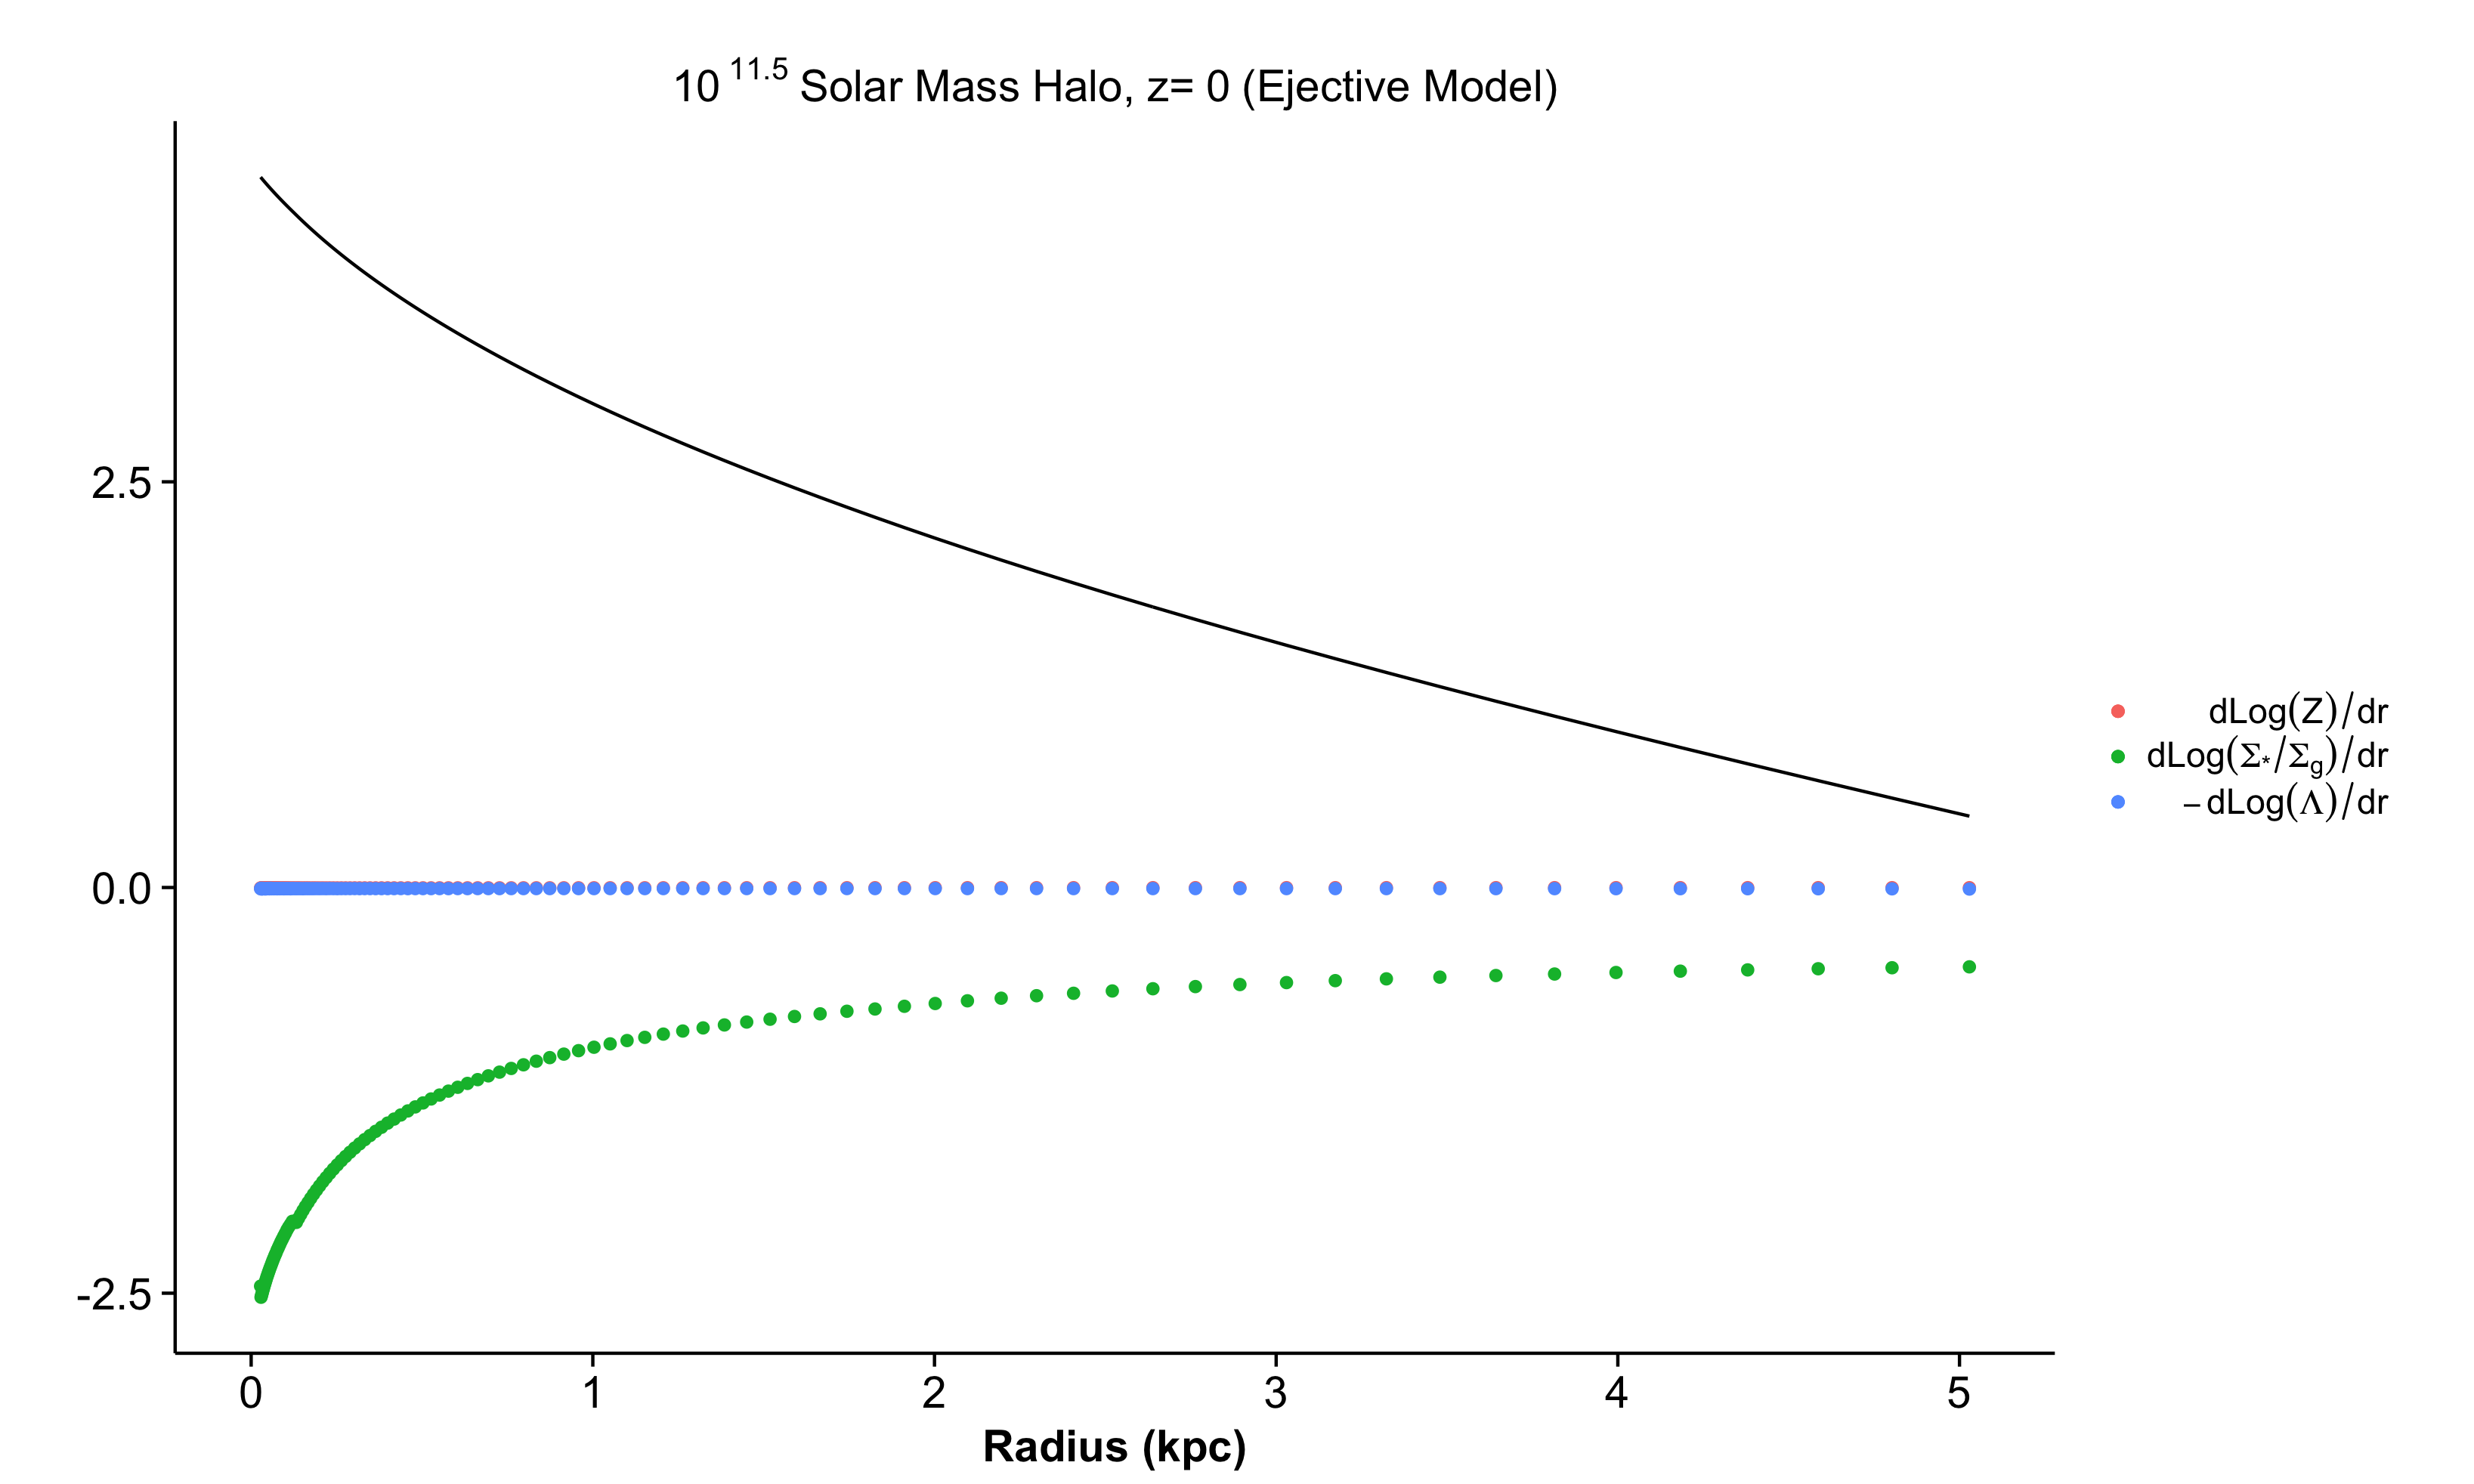 10^11.5 Solar Mass Halo, z= 0 (Ejective Model)
2.5
0.0
-2.5
0 1 2 3 4 5
Radius (kpc)
dLog(Z)/dr
dLog(Σ*/Σg)/dr
−dLog(Λ)/dr